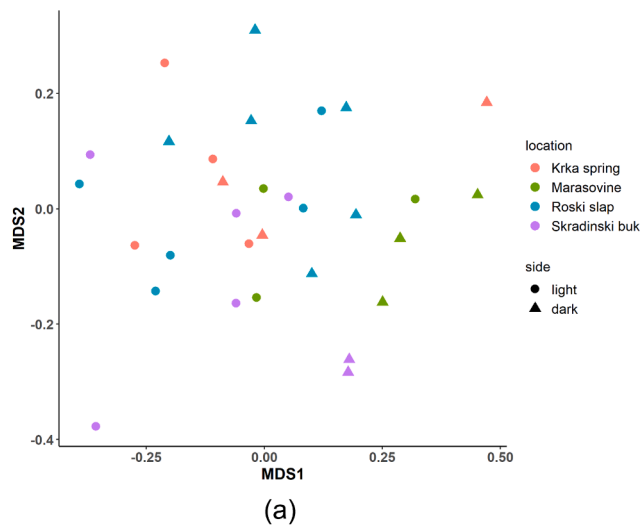 0.2
0.0
-0.2
-0.4
MDS2
-0.25
0.00
0.25
0.50
MDS1
location
Krka spring
Marasovine
Roski slap
Skradinski buk
side
light
dark
(a)